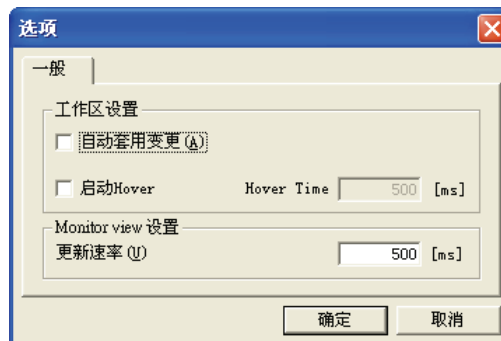 选项
一般
工作区设置
自动套用变更(A)
启动Hover Hover Time 500 [ms]
Monitor view 设置
更新速率(U) 500 [ms]
确定 取消